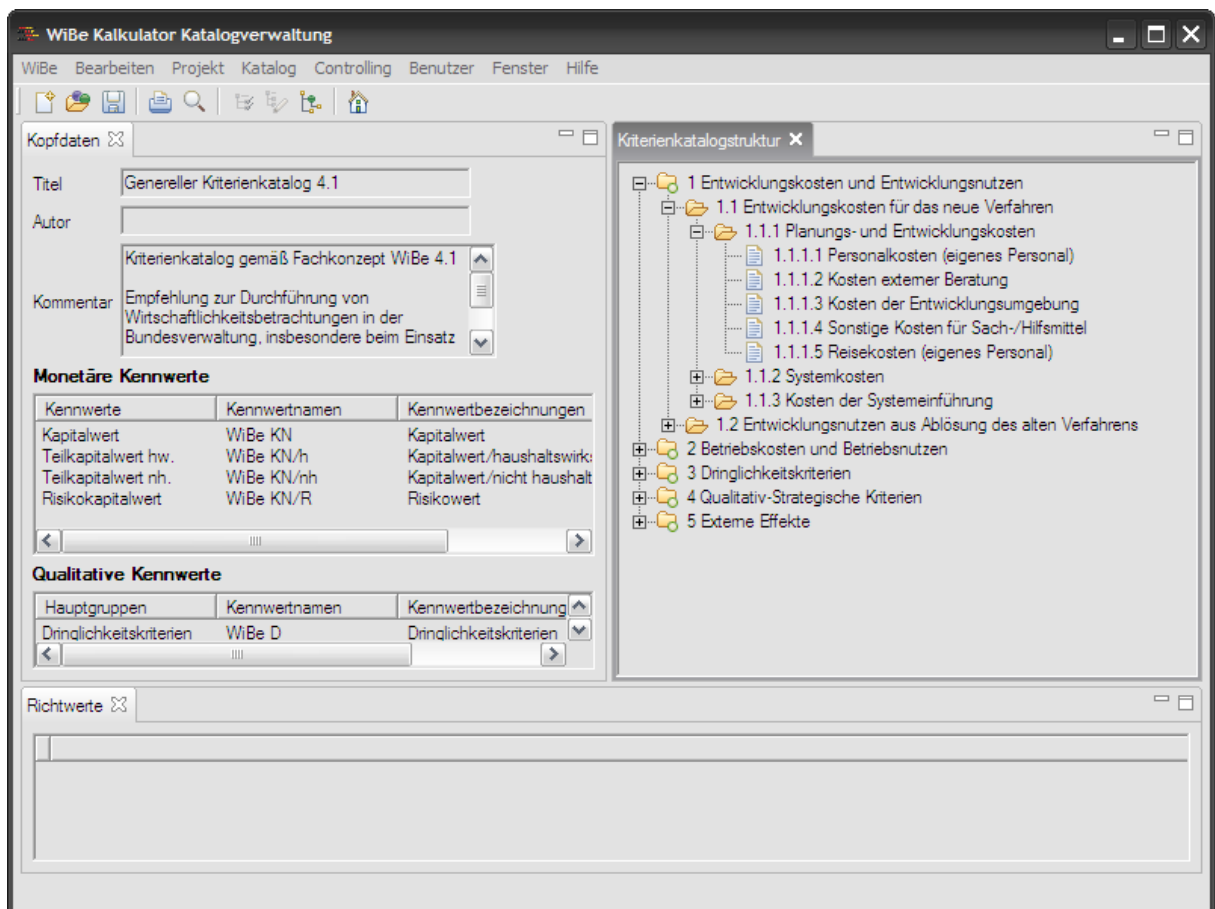 WiBe Kalkulator Katalogverwaltung
WiBe Bearbeiten Projekt Katalog Controlling Benutzer Fenster Hilfe
Kopfdaten
Titel Genereller Kriterienkatalog 4.1
Autor
Kommentar
Kriterienkatalog gemäß Fachkonzept WiBe 4.1
Empfehlung zur Durchführung von
Wirtschaftlichkeitsbetrachtungen in der
Bundesverwaltung, insbesondere beim Einsatz
Monetäre Kennwerte
Kennwerte Kennwertnamen Kennwertbezeichnungen
Kapitalwert WiBe KN Kapitalwert
Teilkapitalwert hw. WiBe KN/h Kapitalwert/haushaltswirks
Teilkapitalwert nh. WiBe KN/nh Kapitalwert/nicht haushalt
Risikokapitalwert WiBe KN/R Risikowert
Qualitative Kennwerte
Hauptgruppen Kennwertnamen Kennwertbezeichnung
Dringlichkeitskriterien WiBe D Dringlichkeitskriterien
Kriterienkatalogstruktur
1 Entwicklungskosten und Entwicklungsnutzen
1.1 Entwicklungskosten für das neue Verfahren
1.1.1 Planungs- und Entwicklungskosten
1.1.1.1 Personalkosten (eigenes Personal)
1.1.1.2 Kosten externer Beratung
1.1.1.3 Kosten der Entwicklungsumgebung
1.1.1.4 Sonstige Kosten für Sach-/Hilfsmittel
1.1.1.5 Reisekosten (eigenes Personal)
1.1.2 Systemkosten
1.1.3 Kosten der Systemeinführung
1.2 Entwicklungsnutzen aus Ablösung des alten Verfahrens
2 Betriebskosten und Betriebsnutzen
3 Dringlichkeitskriterien
4 Qualitativ-Strategische Kriterien
5 Externe Effekte
Richtwerte